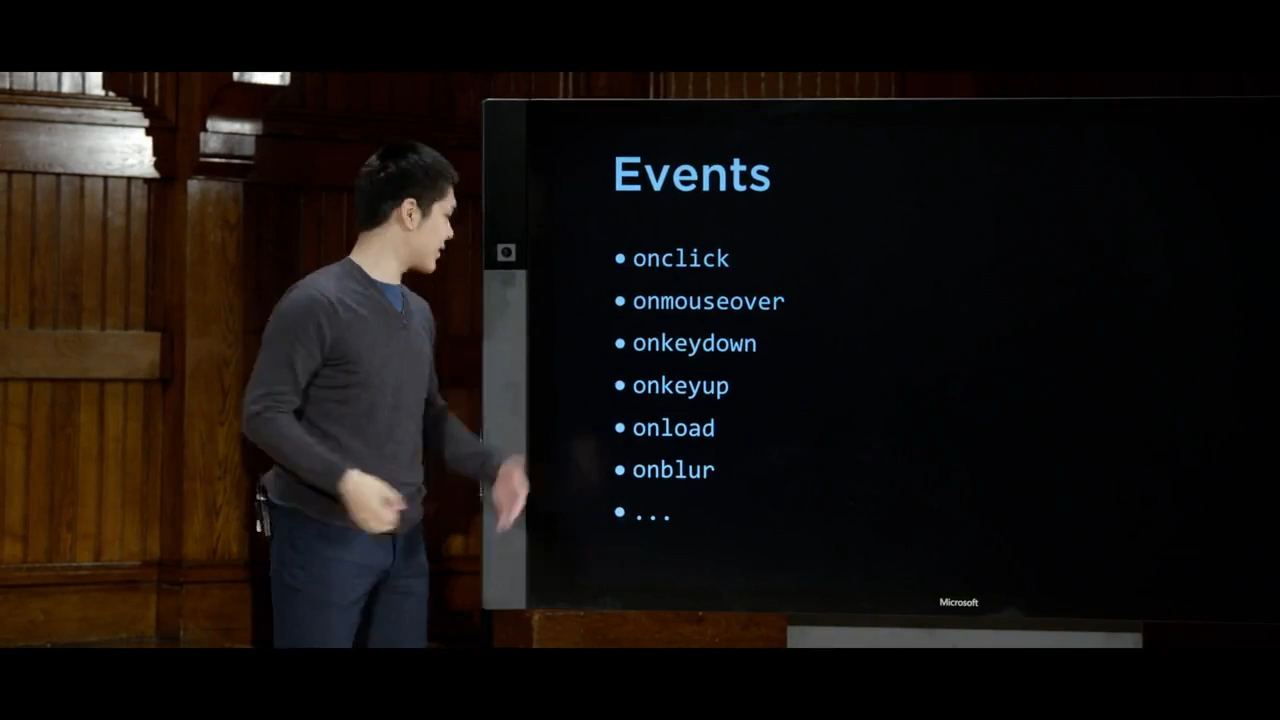 Events
• onclick
• onmouseover
• onkeydown
• onkeyup
• onload
• onblur
• ...
Microsoft